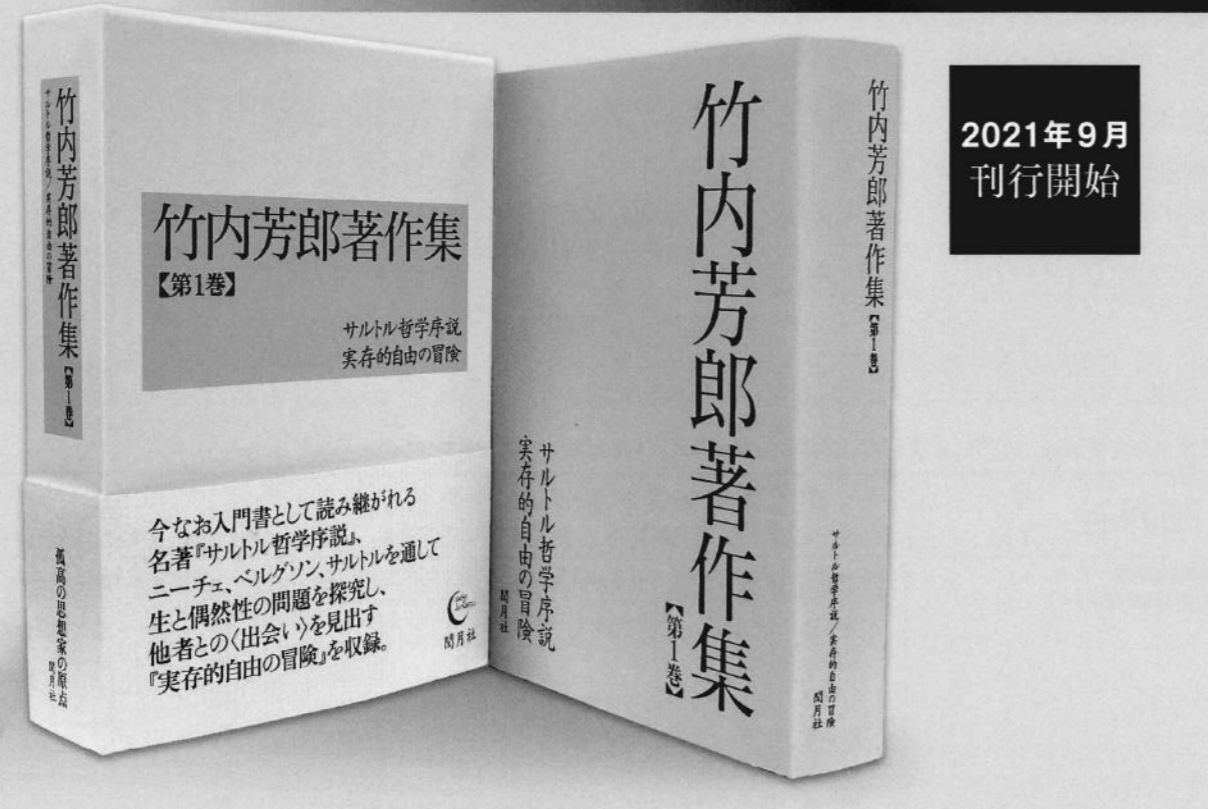 竹内芳郎著作集【第1巻】
サルトル哲学序説/実存的自由の冒険
孤高の思想家の原点
閏月社
竹内芳郎著作集
【第1巻】
サルトル哲学序説
実存的自由の冒険
今なお入門書として読み継がれる
名著『サルトル哲学序説』、
ニーチェ、ベルグソン、サルトルを通して
生と偶然性の問題を探究し、
他者との〈出会い〉を見出す
『実存的自由の冒険』を収録。
閏月社
竹内芳郎著作集【第1巻】
サルトル哲学序説
実存的自由の冒険
閏月社
竹内芳郎著作集【第1巻】
サルトル哲学序説/実存的自由の冒険
閏月社
2021年9月
刊行開始